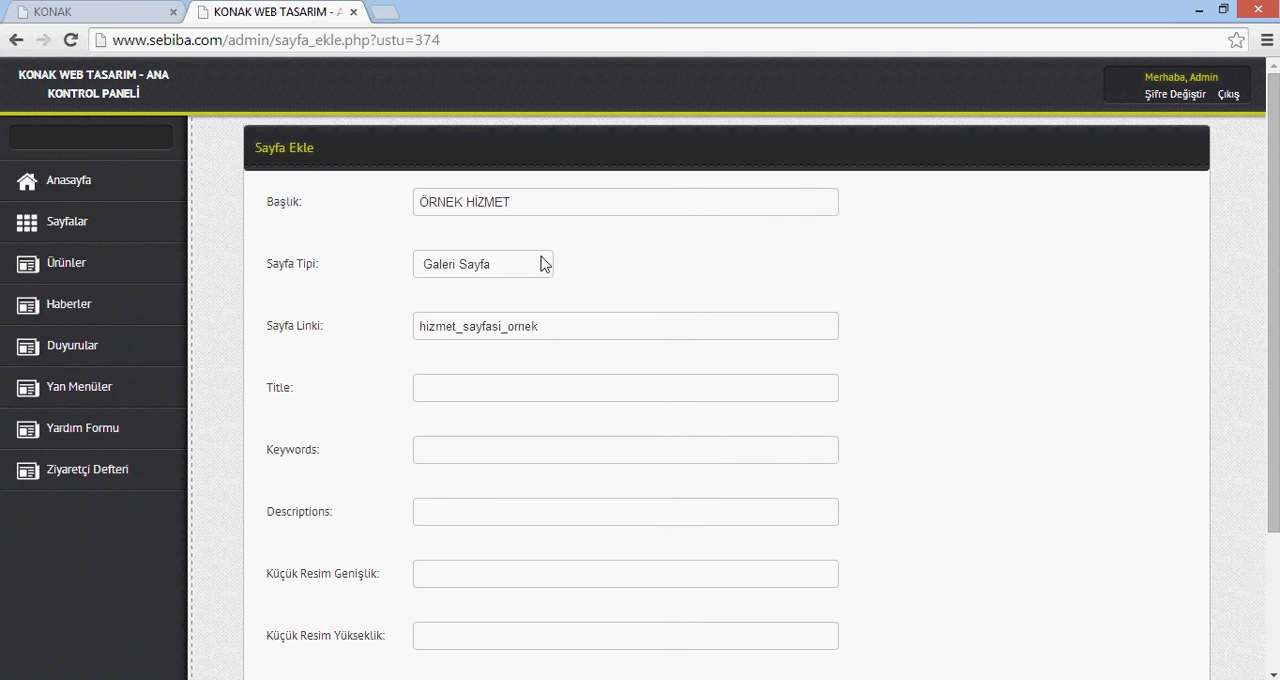 KONAK
KONAK WEB TASARIM - A
www.sebiba.com/admin/sayfa_ekle.php?ustu=374
KONAK WEB TASARIM - ANA
KONTROL PANELİ
Merhaba, Admin
Şifre Değiştir Çıkış
Anasayfa
Sayfalar
Ürünler
Haberler
Duyurular
Yan Menüler
Yardım Formu
Ziyaretçi Defteri
Sayfa Ekle
Başlık: ÖRNEK HİZMET
Sayfa Tipi: Galeri Sayfa
Sayfa Linki: hizmet_sayfasi_ornek
Title:
Keywords:
Descriptions:
Küçük Resim Genişlik:
Küçük Resim Yükseklik: